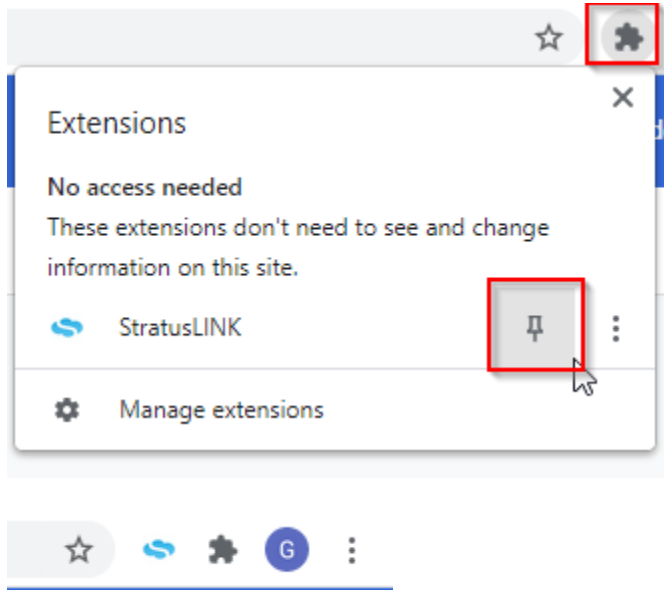 Extensions
No access needed
These extensions don't need to see and change
information on this site.
StratusLINK
Manage extensions
G